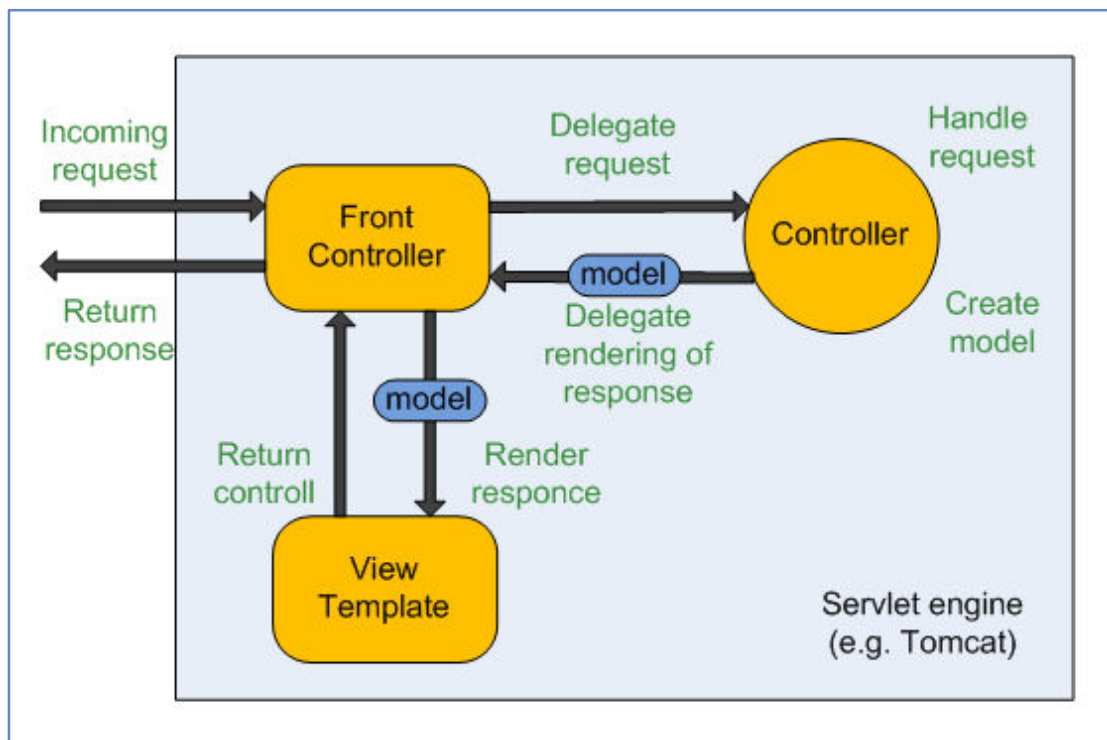 Incoming
request
Delegate
request
Handle
request
Front
Controller
Controller
model
Return
response
Delegate
rendering of
response
Create
model
model
Return
controll
Render
responce
View
Template
Servlet engine
(e.g. Tomcat)